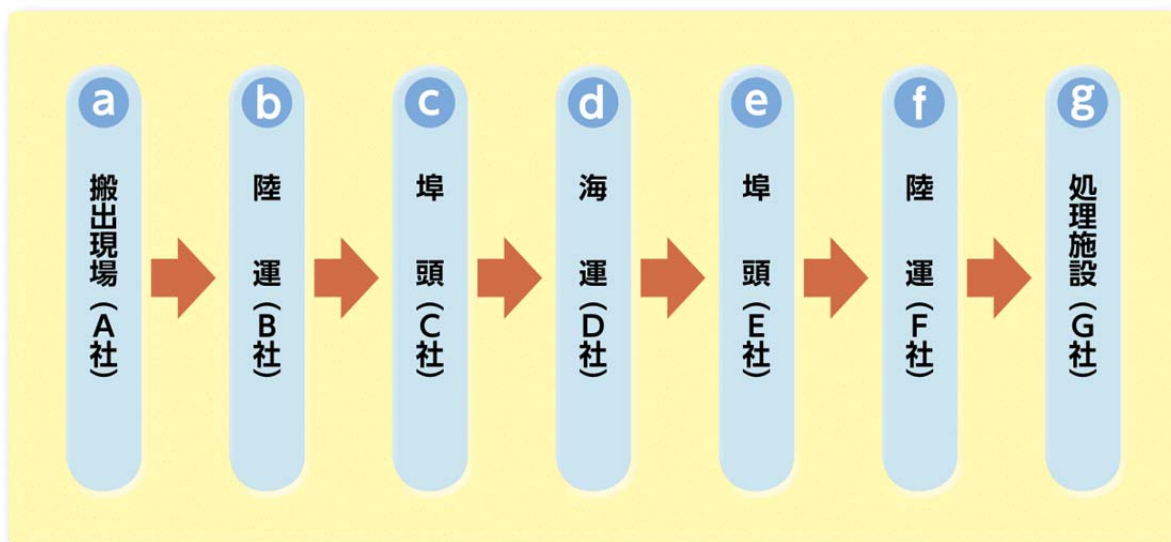 a
搬出現場(A社)
b
陸運(B社)
c
埠頭(C社)
d
海運(D社)
e
埠頭(E社)
f
陸運(F社)
g
処理施設(G社)